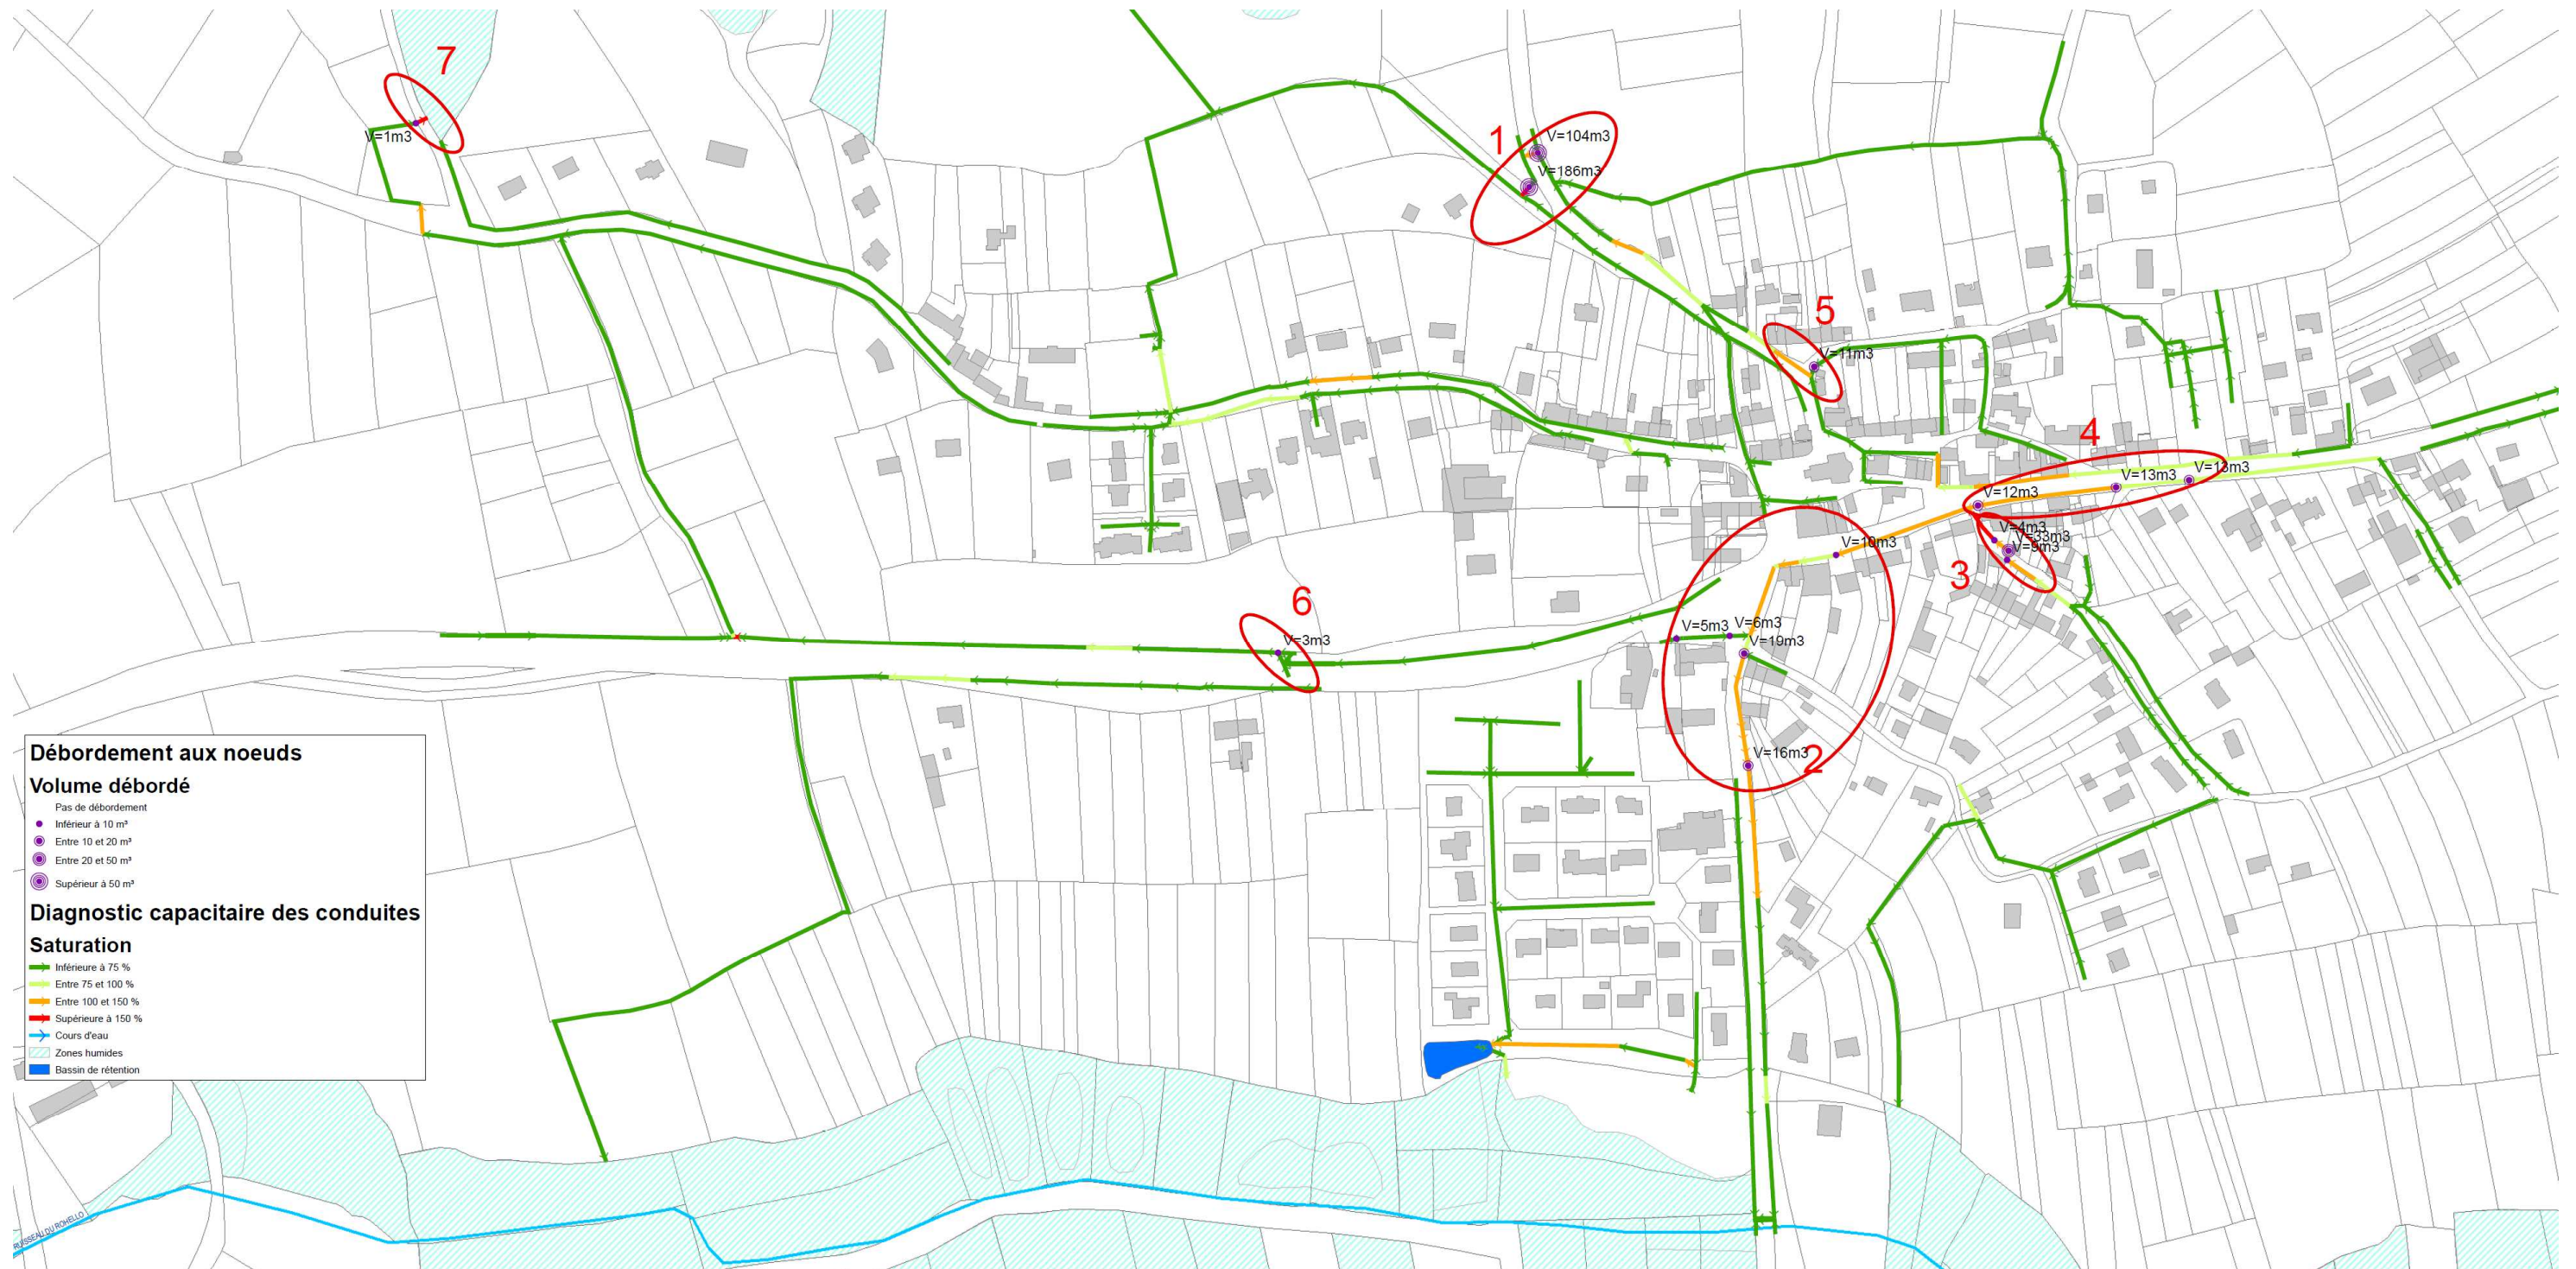 7
V=1m3
1
V=104m3
V=186m3
5
V=11m3
4
V=13m3
V=13m3
V=12m3
V=4m3
V=33m3
V=9m3
3
V=10m3
6
V=3m3
V=5m3
V=6m3
V=19m3
V=16m3
2
Débordement aux noeuds
Volume débordé
Pas de débordement
Inférieur à 10 m³
Entre 10 et 20 m³
Entre 20 et 50 m³
Supérieur à 50 m³
Diagnostic capacitaire des conduites
Saturation
Inférieure à 75 %
Entre 75 et 100 %
Entre 100 et 150 %
Supérieure à 150 %
Cours d'eau
Zones humides
Bassin de rétention
RUISSEAU DU ROHELLO